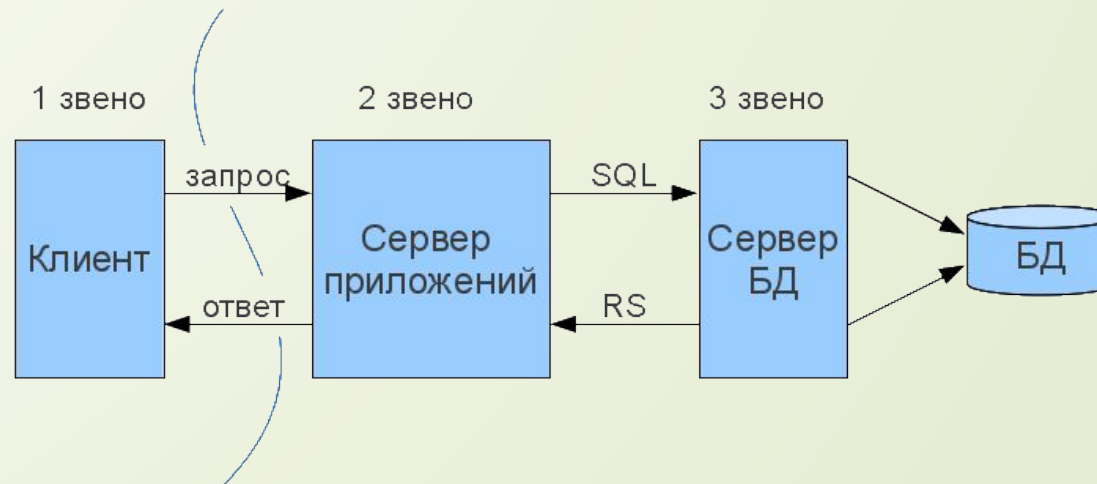 1 звено
2 звено
3 звено
запрос
SQL
Клиент
Сервер
приложений
Сервер
БД
БД
ответ
RS